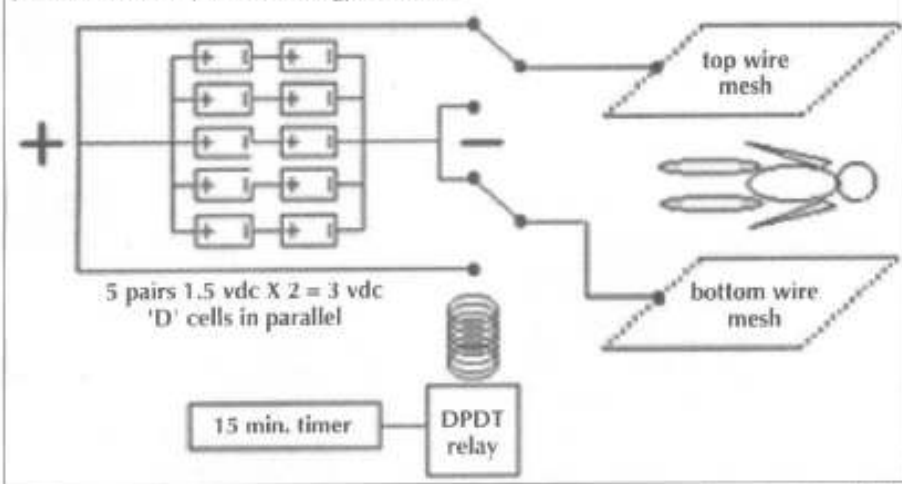 top wire
mesh
+
−
5 pairs 1.5 vdc X 2 = 3 vdc
'D' cells in parallel
bottom wire
mesh
15 min. timer
DPDT
relay